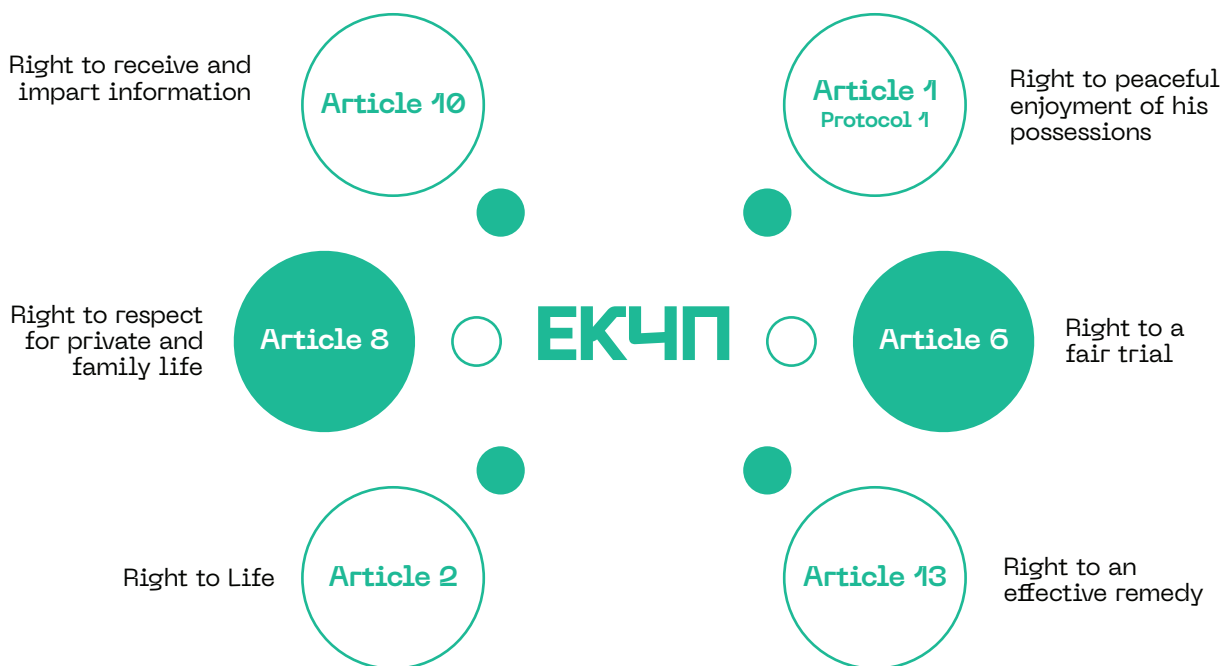 Right to receive and
impart information
Article 10
Article 1
Protocol 1
Right to peaceful
enjoyment of his
possessions
Right to respect
for private and
family life
Article 8
ЕКЧП
Article 6
Right to a
fair trial
Right to Life
Article 2
Article 13
Right to an
effective remedy